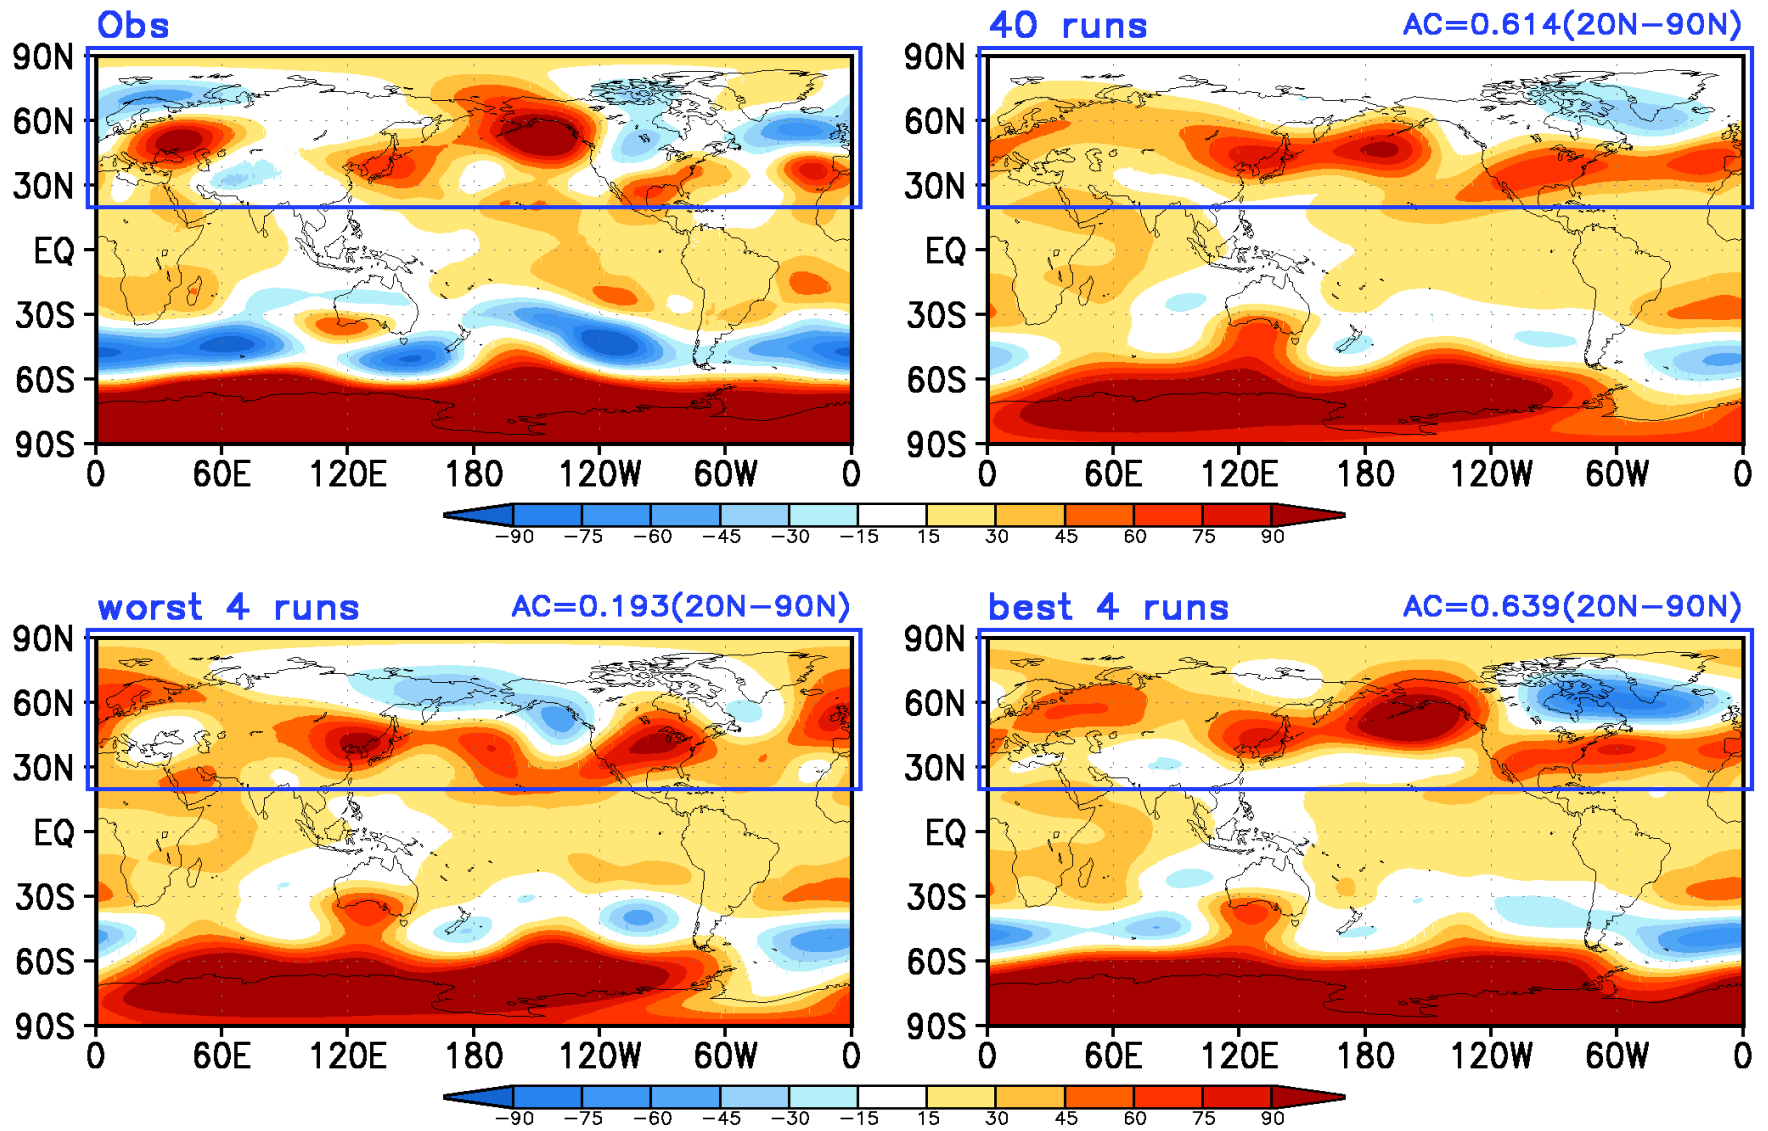 Obs
40 runs AC=0.614(20N−90N)
90N
60N
30N
EQ
30S
60S
90S
0 60E 120E 180 120W 60W 0
90N
60N
30N
EQ
30S
60S
90S
0 60E 120E 180 120W 60W 0
−90 −75 −60 −45 −30 −15 15 30 45 60 75 90
worst 4 runs AC=0.193(20N−90N)
best 4 runs AC=0.639(20N−90N)
90N
60N
30N
EQ
30S
60S
90S
0 60E 120E 180 120W 60W 0
90N
60N
30N
EQ
30S
60S
90S
0 60E 120E 180 120W 60W 0
−90 −75 −60 −45 −30 −15 15 30 45 60 75 90